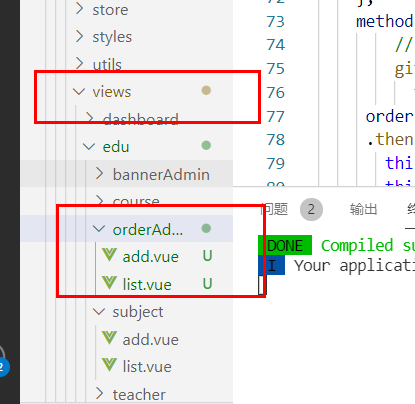 store
styles
utils
views
dashboard
edu
bannerAdmin
course
orderAd...
add.vue U
list.vue U
subject
add.vue
list.vue
teacher
72 },
73 method
74 //
75 gi
76
77 order
78 .then
79 thi
80 thi
问题 2 输出
DONE Compiled su
I Your applicati
2